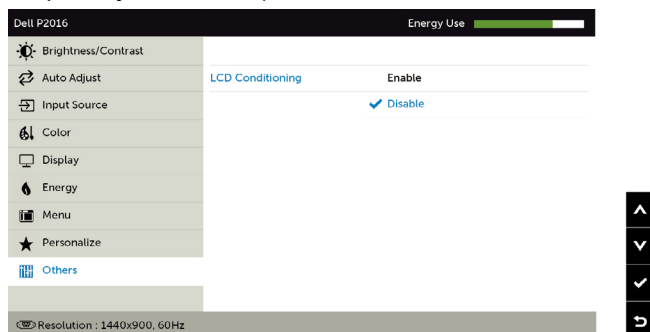 Dell P2016 Energy Use
Brightness/Contrast
Auto Adjust LCD Conditioning Enable
Input Source Disable
Color
Display
Energy
Menu
Personalize
Others
Resolution : 1440x900, 60Hz